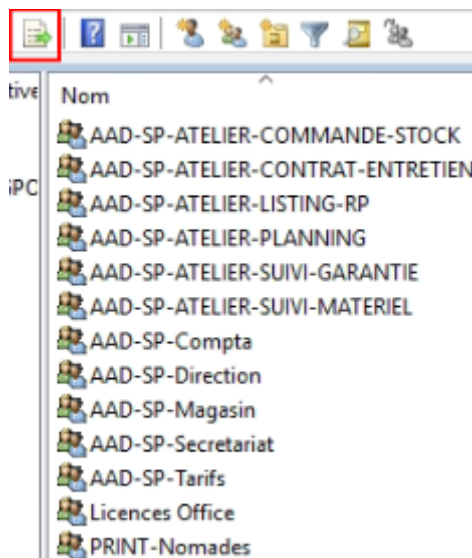 tive
Nom
iPC
AAD-SP-ATELIER-COMMANDE-STOCK
AAD-SP-ATELIER-CONTRAT-ENTRETIEN
AAD-SP-ATELIER-LISTING-RP
AAD-SP-ATELIER-PLANNING
AAD-SP-ATELIER-SUIVI-GARANTIE
AAD-SP-ATELIER-SUIVI-MATERIEL
AAD-SP-Compta
AAD-SP-Direction
AAD-SP-Magasin
AAD-SP-Secretariat
AAD-SP-Tarifs
Licences Office
PRINT-Nomades